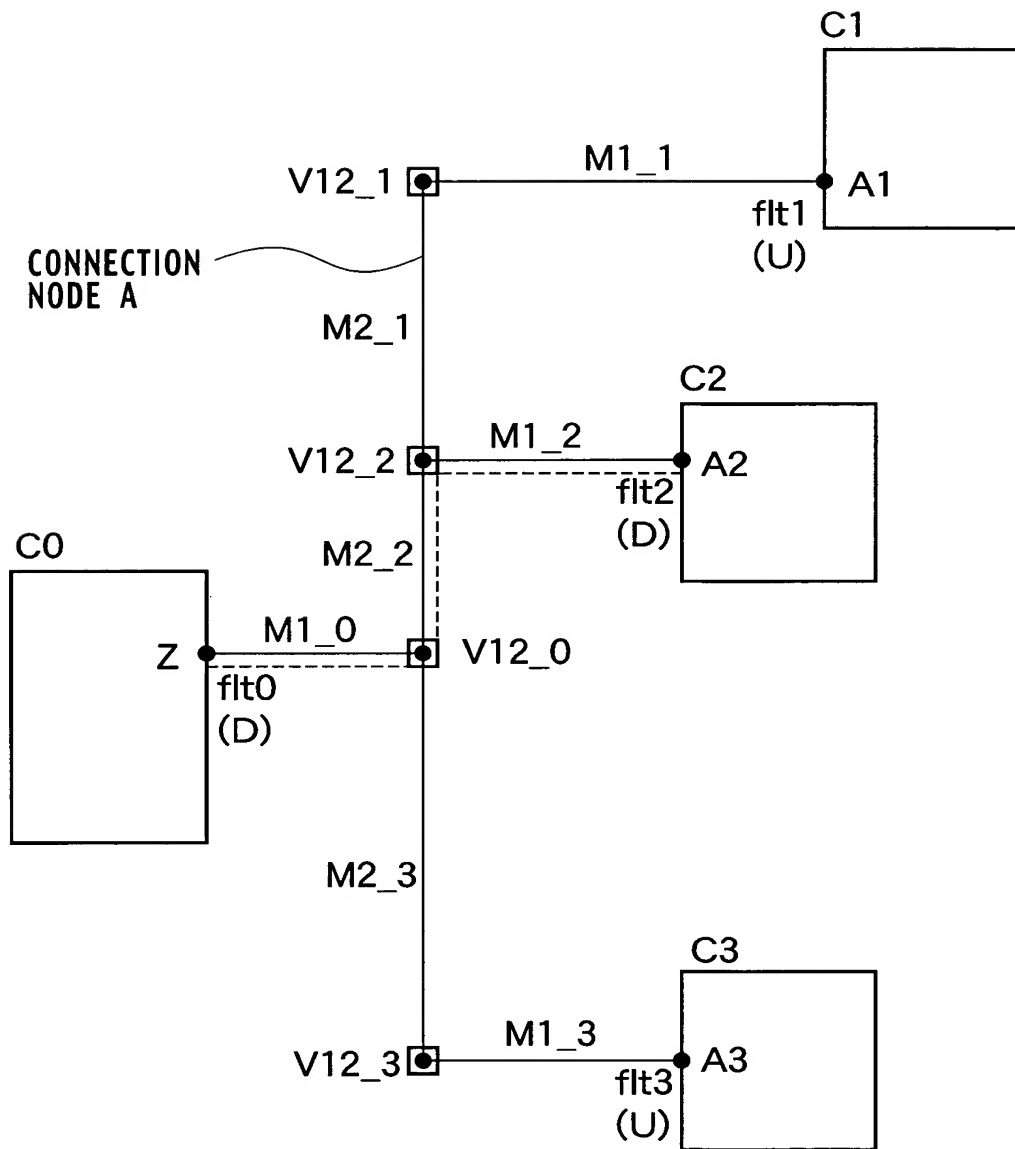 C1
V12_1
M1_1
A1
flt1
(U)
CONNECTION
NODE A
M2_1
C2
V12_2
M1_2
A2
flt2
(D)
M2_2
C0
M1_0
Z
V12_0
flt0
(D)
M2_3
C3
V12_3
M1_3
A3
flt3
(U)